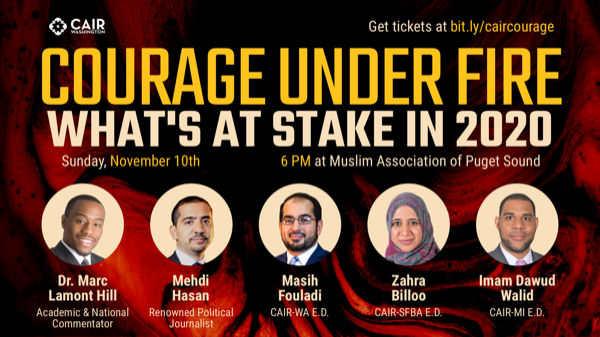 CAIR
WASHINGTON
Get tickets at bit.ly/caircourage
COURAGE UNDER FIRE
WHAT'S AT STAKE IN 2020
Sunday, November 10th
6 PM at Muslim Association of Puget Sound
Dr. Marc
Lamont Hill
Academic & National
Commentator
Mehdi
Hasan
Renowned Political
Journalist
Masih
Fouladi
CAIR-WA E.D.
Zahra
Billoo
CAIR-SFBA E.D.
Imam Dawud
Walid
CAIR-MI E.D.